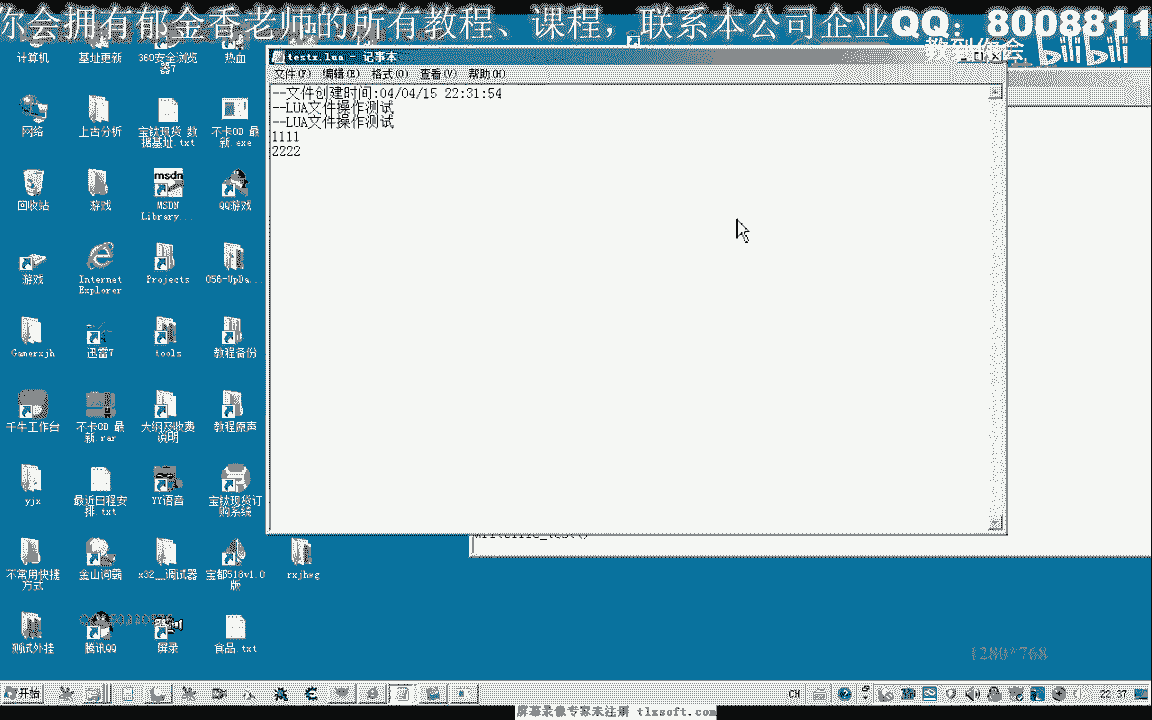 你会拥有郁金香老师的所有教程、课程，联系本公司企业QQ：8008811
教到你会
bilibili
testx.lua - 记事本
文件(F) 编辑(E) 格式(O) 查看(V) 帮助(H)
--文件创建时间:04/04/15 22:31:54
--LUA文件操作测试
--LUA文件操作测试
1111
2222
计算机
基址更新
360安全浏览
器7
热血
网络
上古分析
宝钛现货 数
据基址.txt
不卡CD 最
新.exe
回收站
游戏
msdn
MSDN
Library...
QQ游戏
游戏
Internet
Explorer
Projects
056-UpDa...
Gamerxjh
迅雷7
tools
教程备份
千牛工作台
不卡CD 最
新.rar
大纲及收费
说明
教程原声
yjx
最近日程安
排.txt
YY语音
宝钛现货订
购系统
不常用快捷
方式
金山词霸
x32__调试器
宝都518v1.0
版
rxjhsg
测试外挂
腾讯QQ
屏录
食品.txt
1280*768
开始
CH
22:37
屏幕录像专家未注册 tlxsoft.com